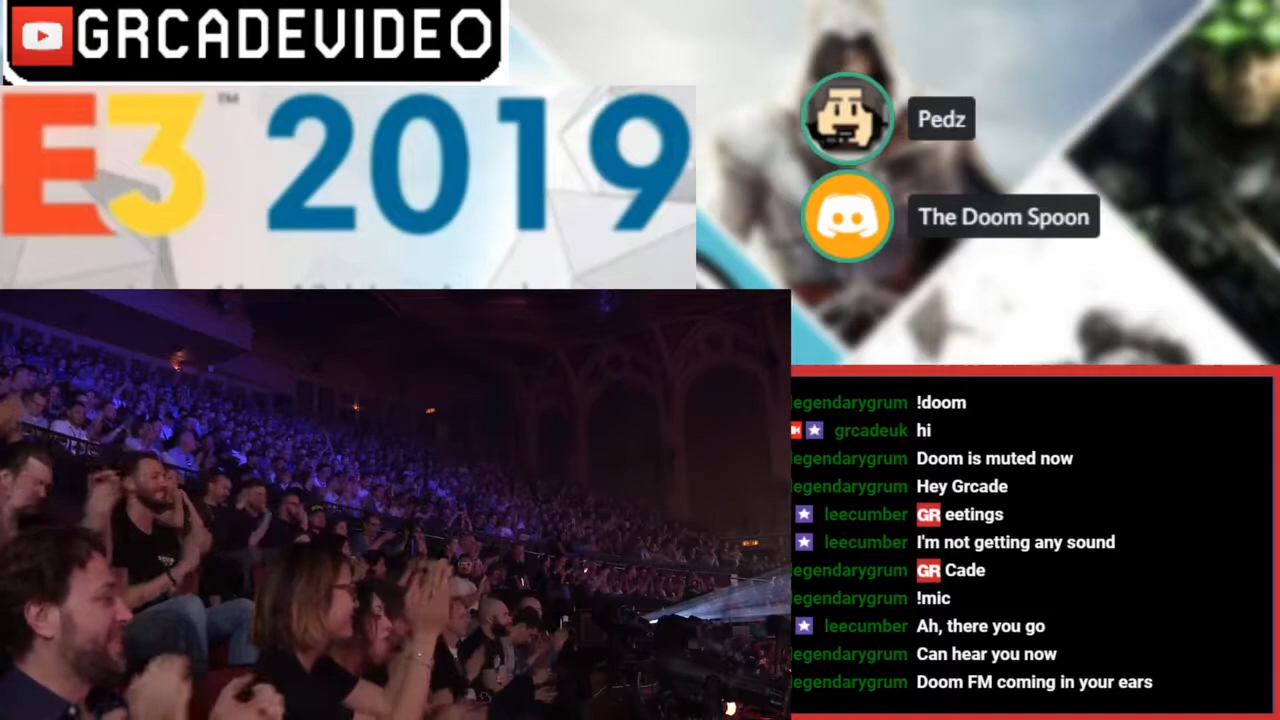 GRCADEVIDEO
E3™ 2019
Pedz
The Doom Spoon
egendarygrum !doom
grcadeuk hi
egendarygrum Doom is muted now
egendarygrum Hey Grcade
leecumber GR eetings
leecumber I'm not getting any sound
egendarygrum GR Cade
egendarygrum !mic
leecumber Ah, there you go
egendarygrum Can hear you now
egendarygrum Doom FM coming in your ears